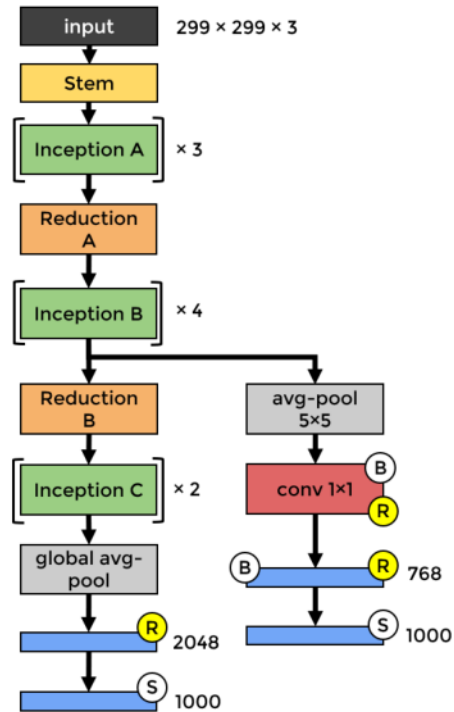 input
299 × 299 × 3
Stem
Inception A
× 3
Reduction
A
Inception B
× 4
Reduction
B
avg-pool
5×5
Inception C
× 2
B
conv 1×1
R
global avg-
pool
B
R
768
R
2048
S
1000
S
1000